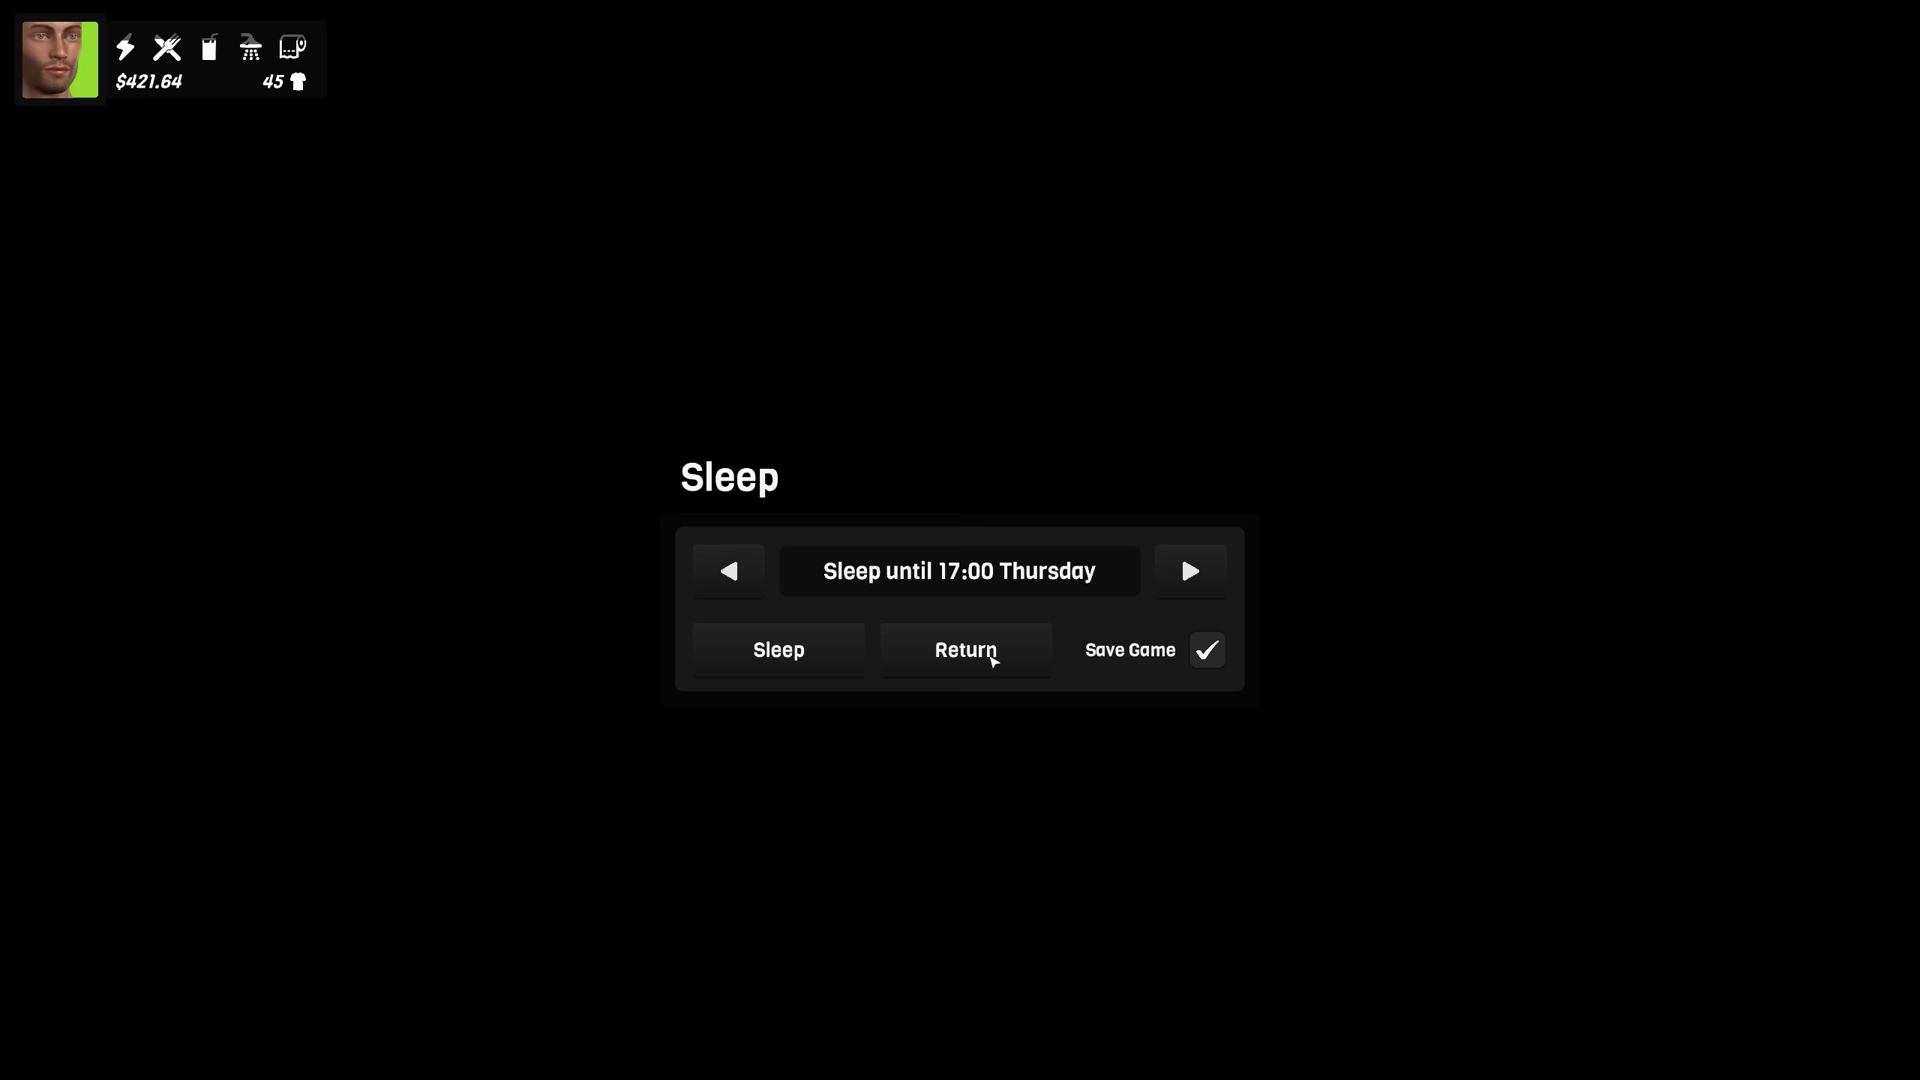 $421.64
45
Sleep
Sleep until 17:00 Thursday
Sleep
Return
Save Game